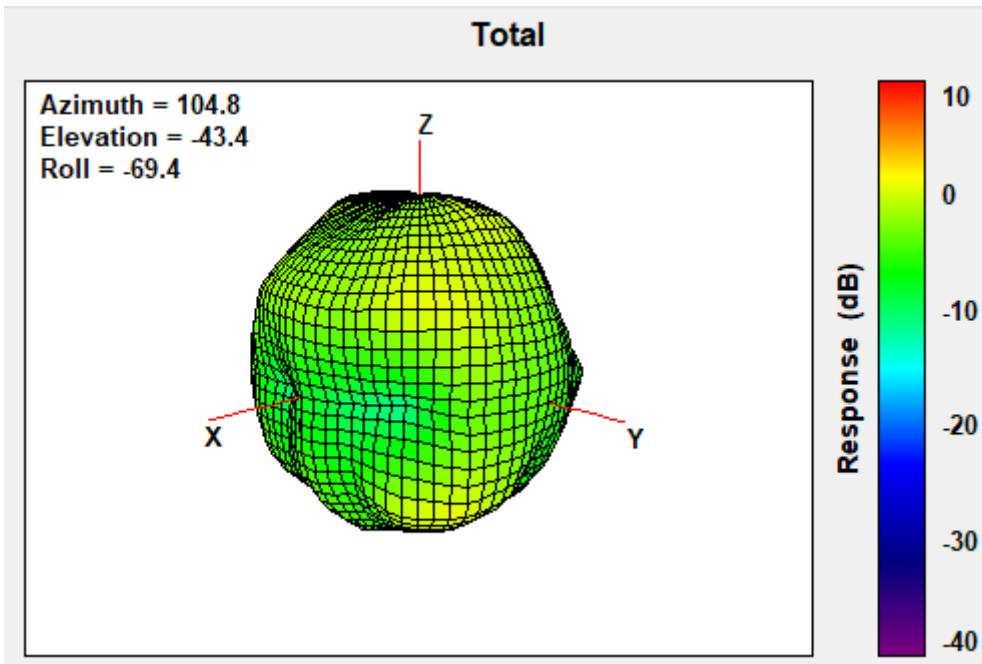 Total
Azimuth = 104.8
Elevation = -43.4
Roll = -69.4
Z
X
Y
10
0
-10
-20
-30
-40
Response (dB)